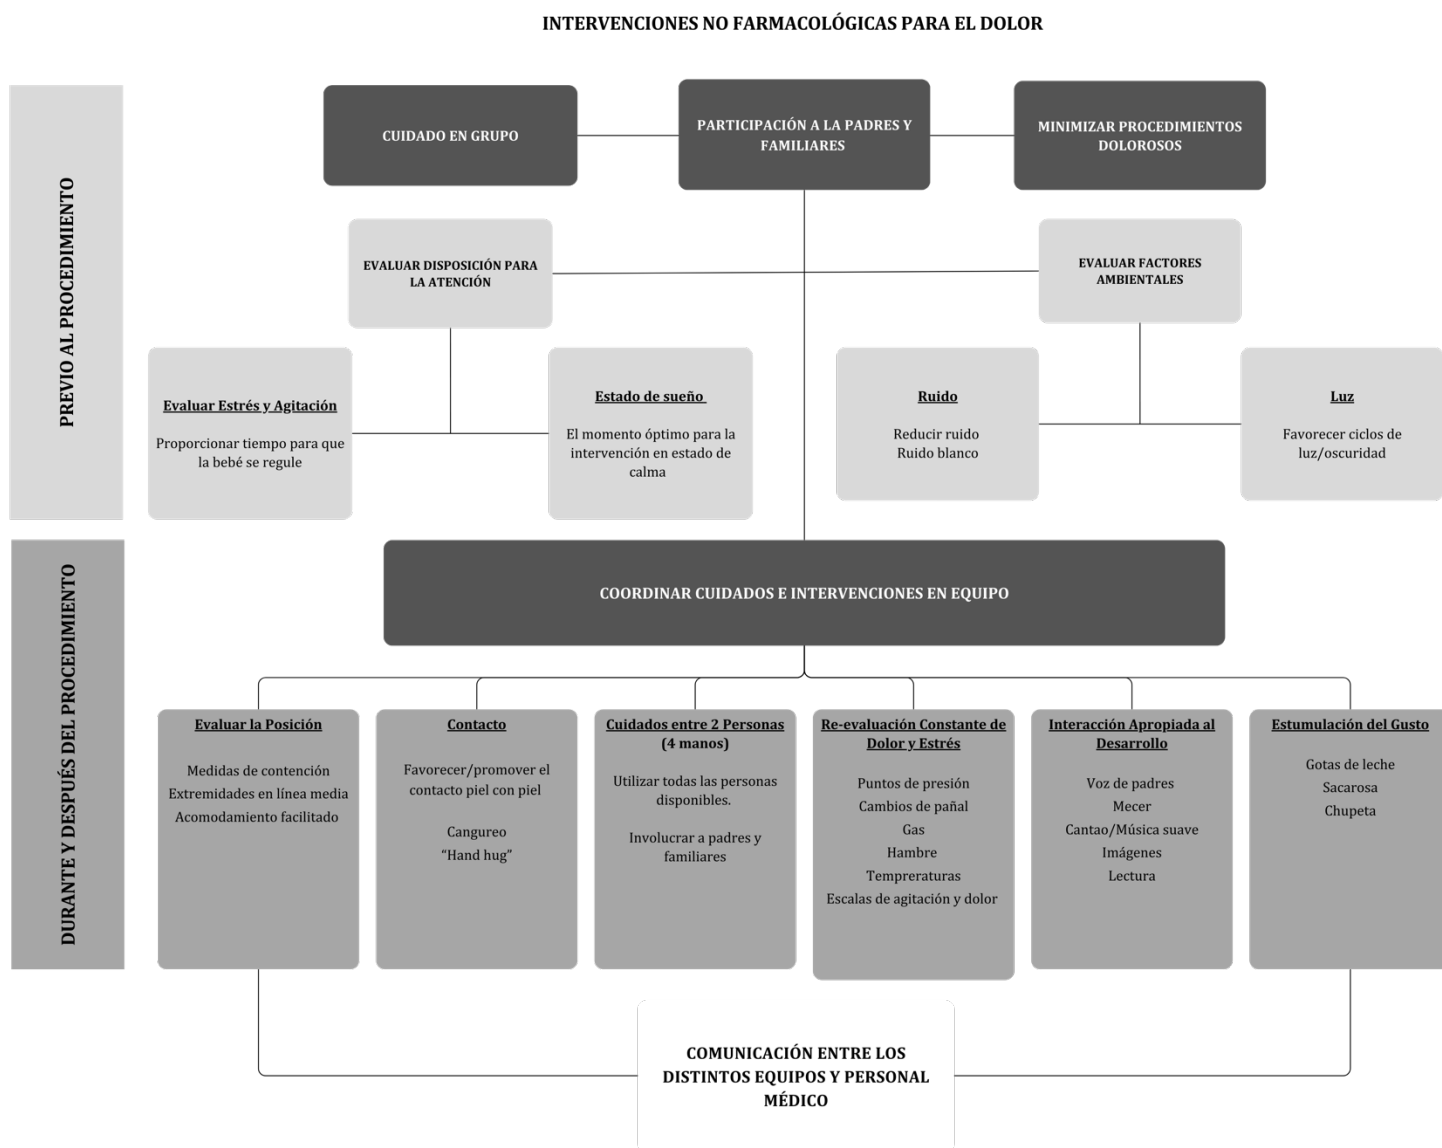 INTERVENCIONES NO FARMACOLÓGICAS PARA EL DOLOR
PREVIO AL PROCEDIMIENTO
CUIDADO EN GRUPO
PARTICIPACIÓN A LA PADRES Y
FAMILIARES
MINIMIZAR PROCEDIMIENTOS
DOLOROSOS
EVALUAR DISPOSICIÓN PARA
LA ATENCIÓN
EVALUAR FACTORES
AMBIENTALES
Evaluar Estrés y Agitación
Proporcionar tiempo para que
la bebé se regule
Estado de sueño
El momento óptimo para la
intervención en estado de
calma
Ruido
Reducir ruido
Ruido blanco
Luz
Favorecer ciclos de
luz/oscuridad
DURANTE Y DESPUÉS DEL PROCEDIMIENTO
COORDINAR CUIDADOS E INTERVENCIONES EN EQUIPO
Evaluar la Posición
Medidas de contención
Extremidades en línea media
Acomodamiento facilitado
Contacto
Favorecer/promover el
contacto piel con piel
Cangureo
“Hand hug”
Cuidados entre 2 Personas
(4 manos)
Utilizar todas las personas
disponibles.
Involucrar a padres y
familiares
Re-evaluación Constante de
Dolor y Estrés
Puntos de presión
Cambios de pañal
Gas
Hambre
Tempreraturas
Escalas de agitación y dolor
Interacción Apropiada al
Desarrollo
Voz de padres
Mecer
Cantao/Música suave
Imágenes
Lectura
Estumulación del Gusto
Gotas de leche
Sacarosa
Chupeta
COMUNICACIÓN ENTRE LOS
DISTINTOS EQUIPOS Y PERSONAL
MÉDICO